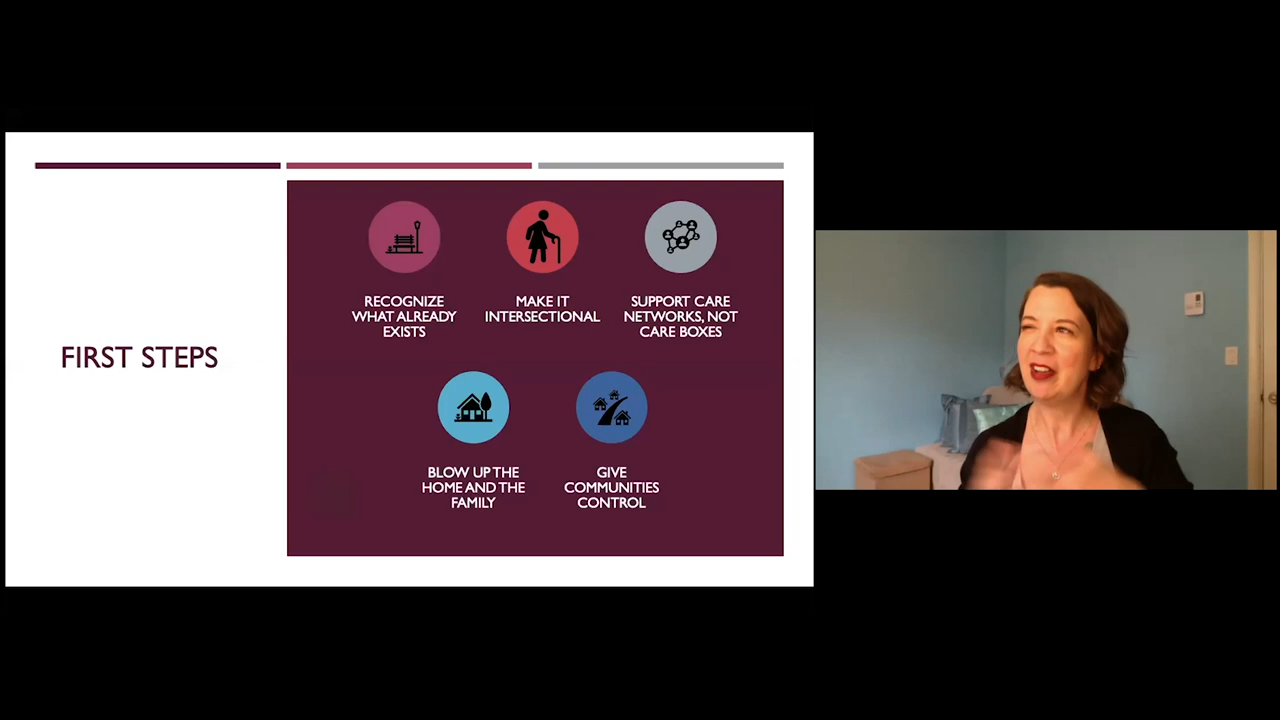 FIRST STEPS
RECOGNIZE
WHAT ALREADY
EXISTS
MAKE IT
INTERSECTIONAL
SUPPORT CARE
NETWORKS, NOT
CARE BOXES
BLOW UP THE
HOME AND THE
FAMILY
GIVE
COMMUNITIES
CONTROL